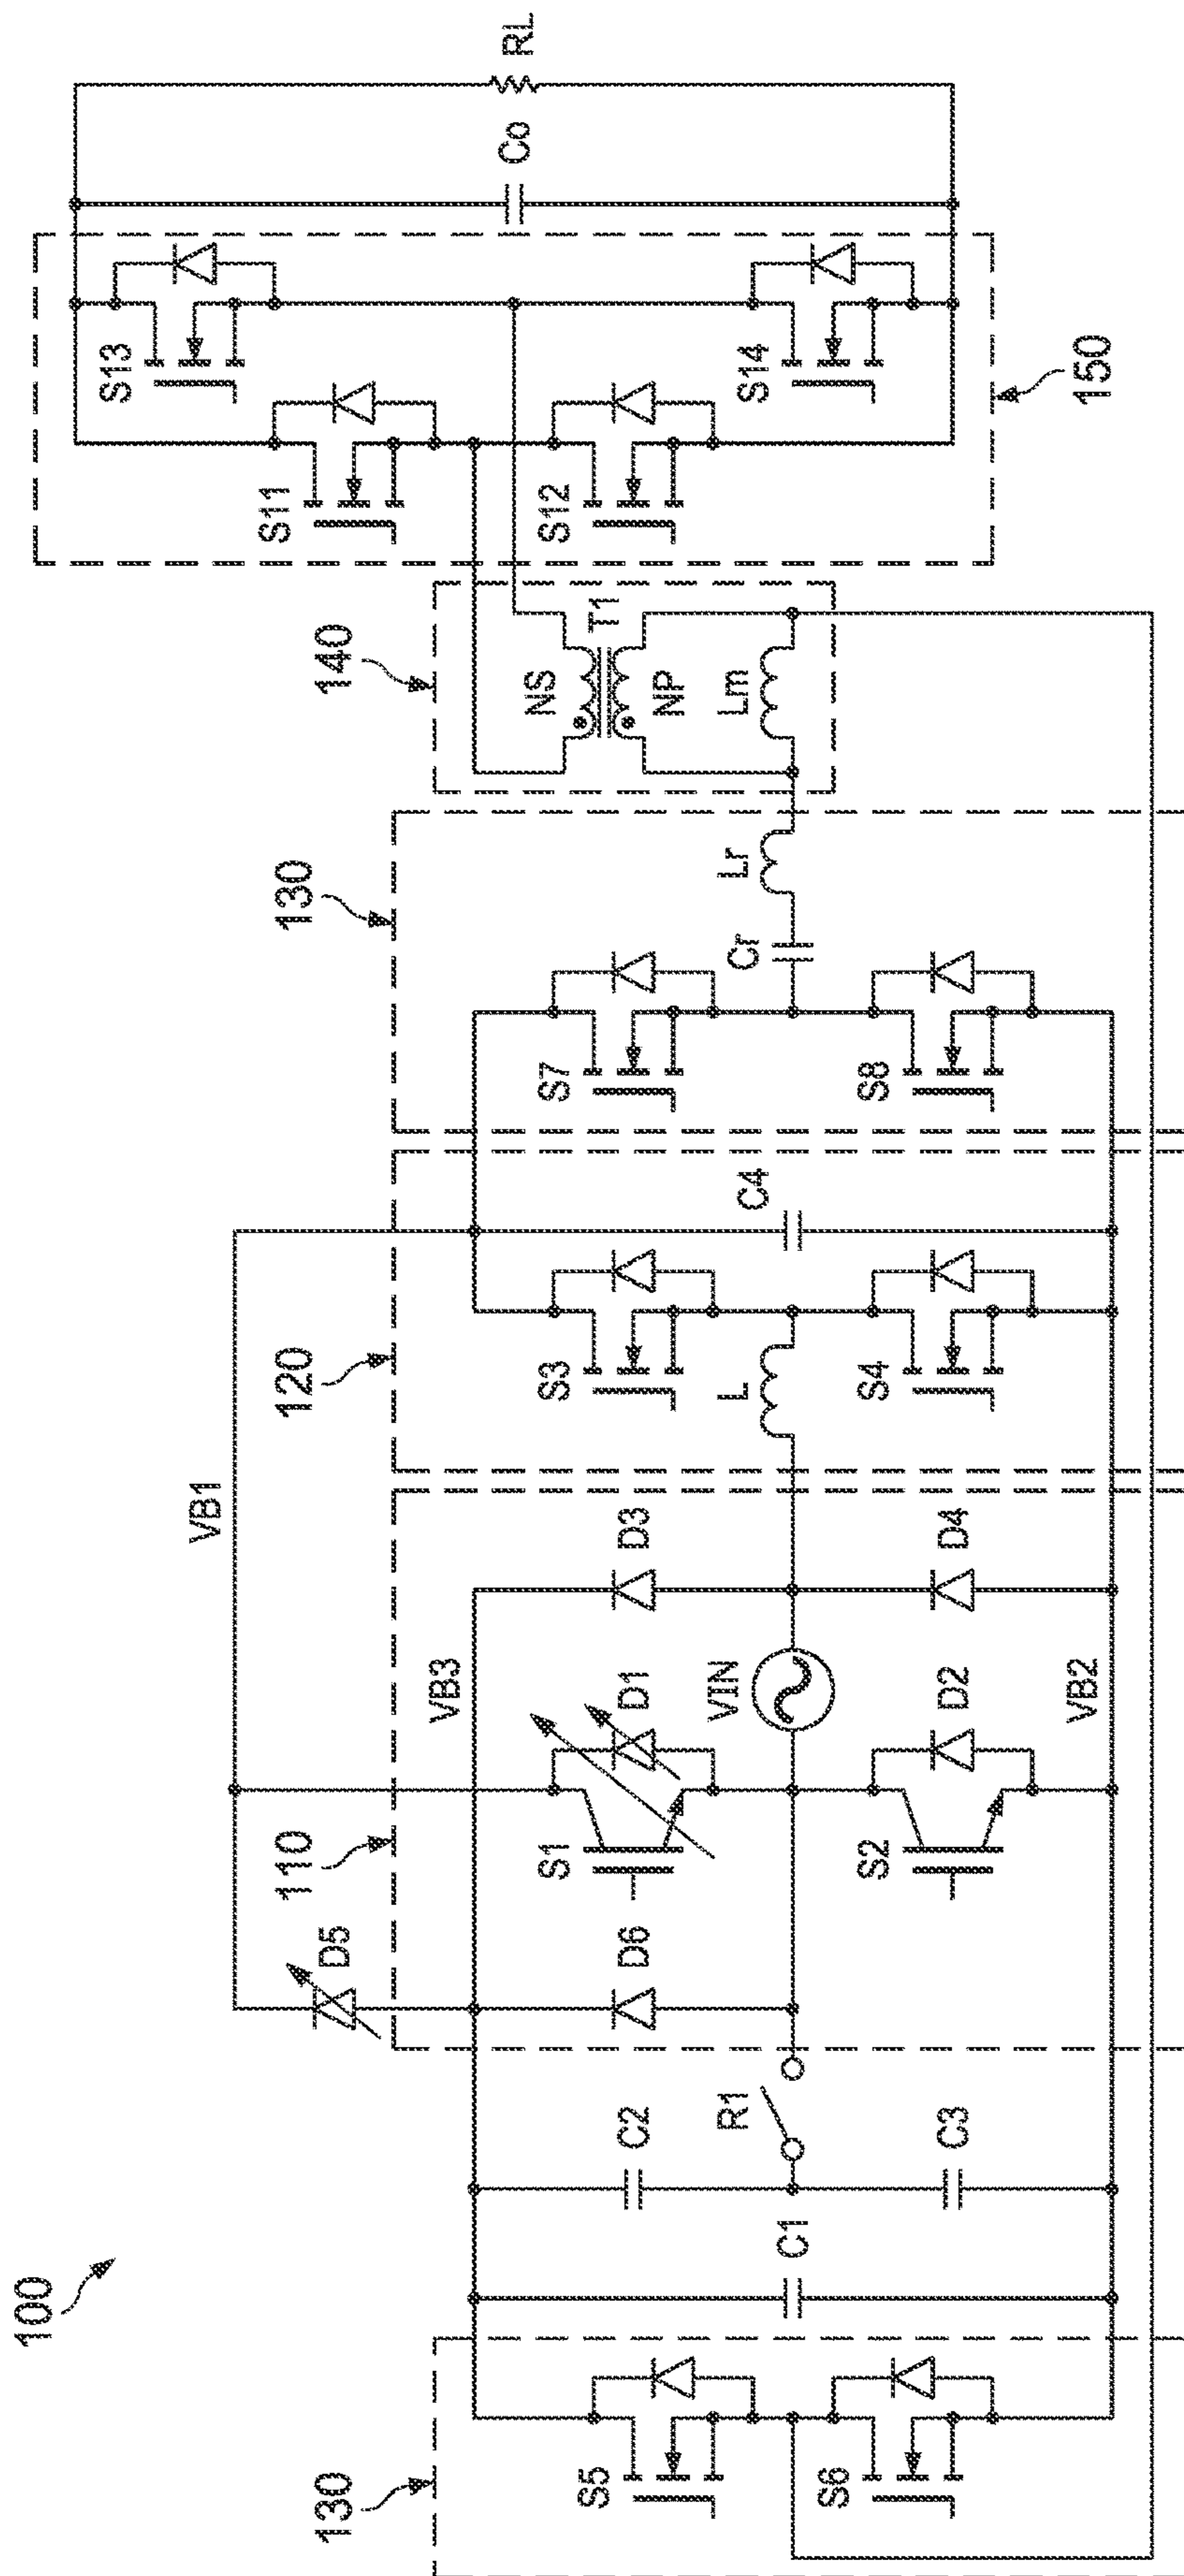 100
130
S5
S6
C1
C2
C3
R1
D5
D6
110
S1
D1
S2
D2
VB3
VB2
VIN
D3
D4
VB1
120
L
S3
S4
C4
130
S7
S8
Cr
Lr
140
NS
T1
NP
Lm
S11
S12
S13
S14
150
Co
RL